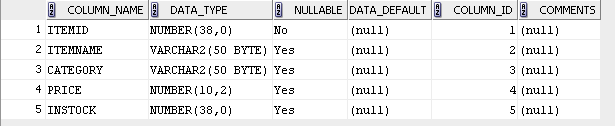 COLUMN_NAME DATA_TYPE NULLABLE DATA_DEFAULT COLUMN_ID COMMENTS
1 ITEMID NUMBER(38,0) No (null) 1 (null)
2 ITEMNAME VARCHAR2(50 BYTE) Yes (null) 2 (null)
3 CATEGORY VARCHAR2(50 BYTE) Yes (null) 3 (null)
4 PRICE NUMBER(10,2) Yes (null) 4 (null)
5 INSTOCK NUMBER(38,0) Yes (null) 5 (null)